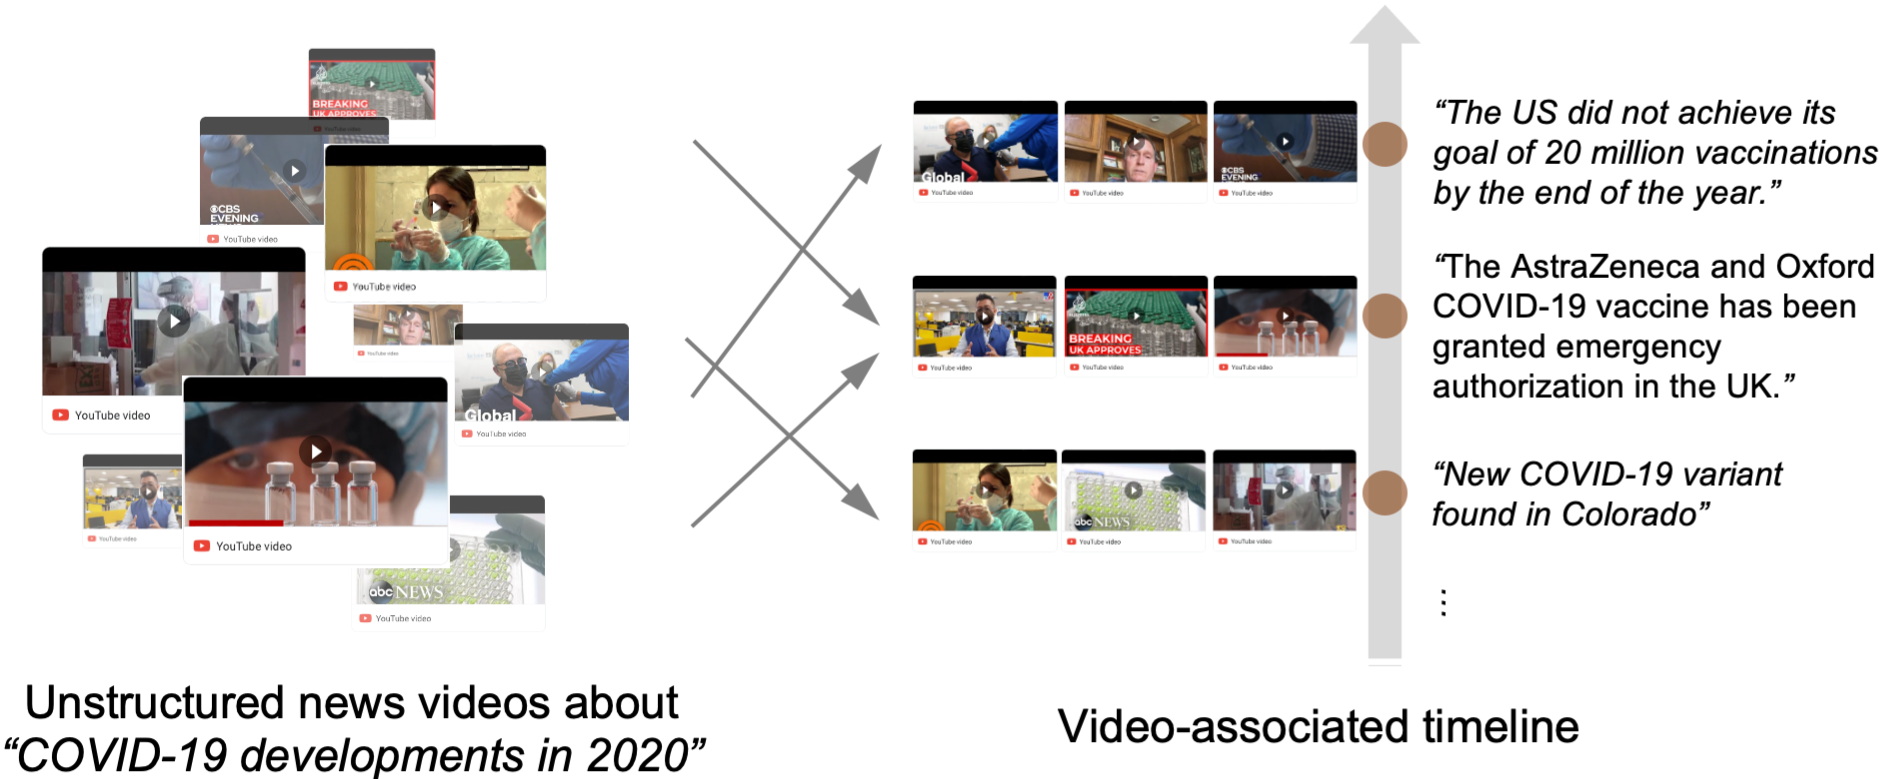 BREAKING
UK APPROVES
YouTube video
CBS
EVENING
YouTube video
YouTube video
YouTube video
YouTube video
Global
YouTube video
YouTube video
YouTube video
abc NEWS
YouTube video
Unstructured news videos about
“COVID-19 developments in 2020”
Global
YouTube video
YouTube video
CBS
EVENING
YouTube video
“The US did not achieve its
goal of 20 million vaccinations
by the end of the year.”
YouTube video
BREAKING
UK APPROVES
YouTube video
YouTube video
“The AstraZeneca and Oxford
COVID-19 vaccine has been
granted emergency
authorization in the UK.”
YouTube video
abc NEWS
YouTube video
YouTube video
“New COVID-19 variant
found in Colorado”
⋮
Video-associated timeline